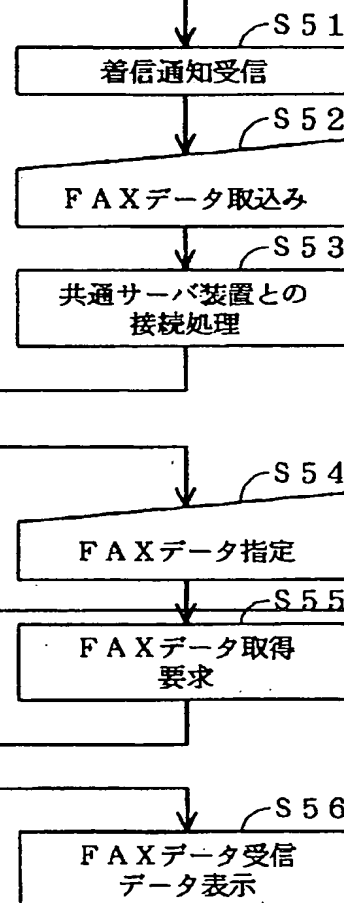 S51
着信通知受信
S52
FAXデータ取込み
S53
共通サーバ装置との
接続処理
S54
FAXデータ指定
S55
FAXデータ取得
要求
S56
FAXデータ受信
データ表示